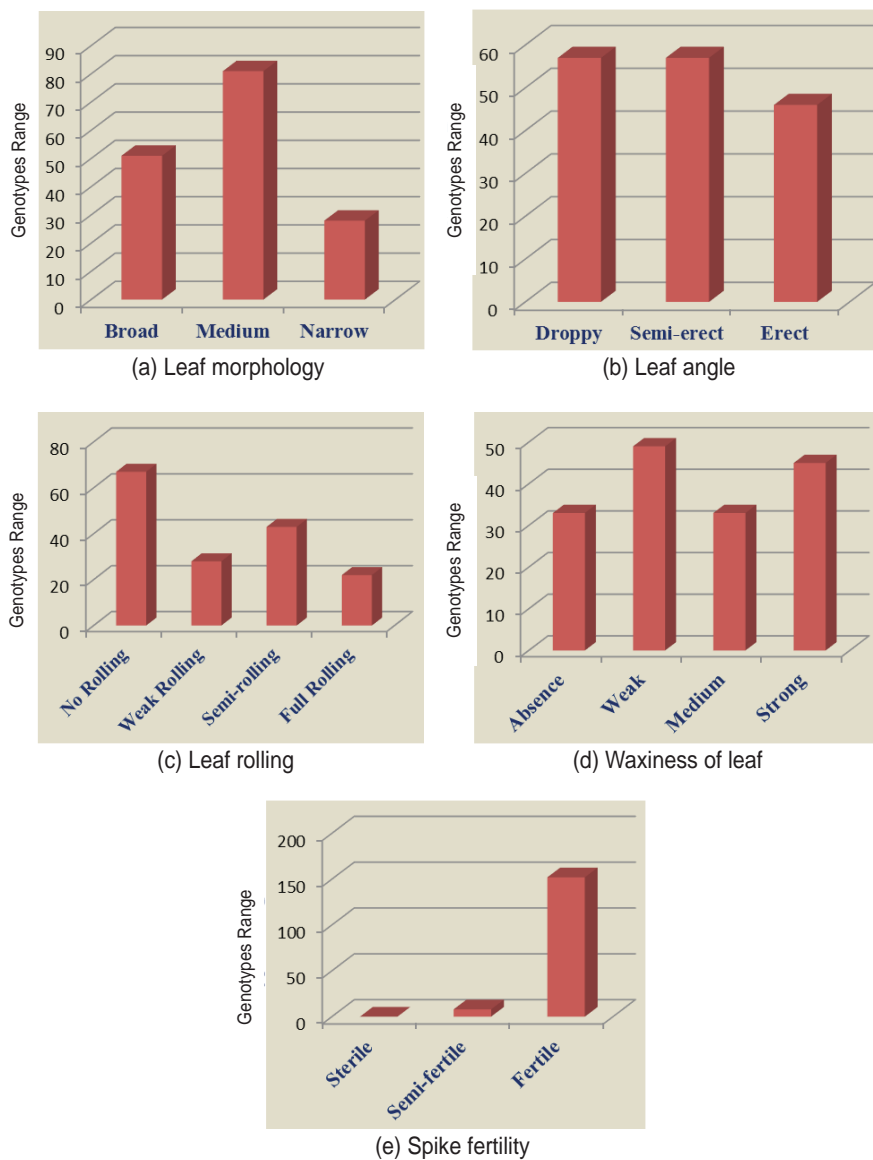 90
80
70
60
50
40
30
20
10
0
Genotypes Range
Broad Medium Narrow
(a) Leaf morphology
60
50
40
30
20
10
0
Genotypes Range
Droppy Semi-erect Erect
(b) Leaf angle
80
60
40
20
0
Genotypes Range
No Rolling Weak Rolling Semi-rolling Full Rolling
(c) Leaf rolling
50
40
30
20
10
0
Genotypes Range
Absence Weak Medium Strong
(d) Waxiness of leaf
200
150
100
50
0
Genotypes Range
Sterile Semi-fertile Fertile
(e) Spike fertility